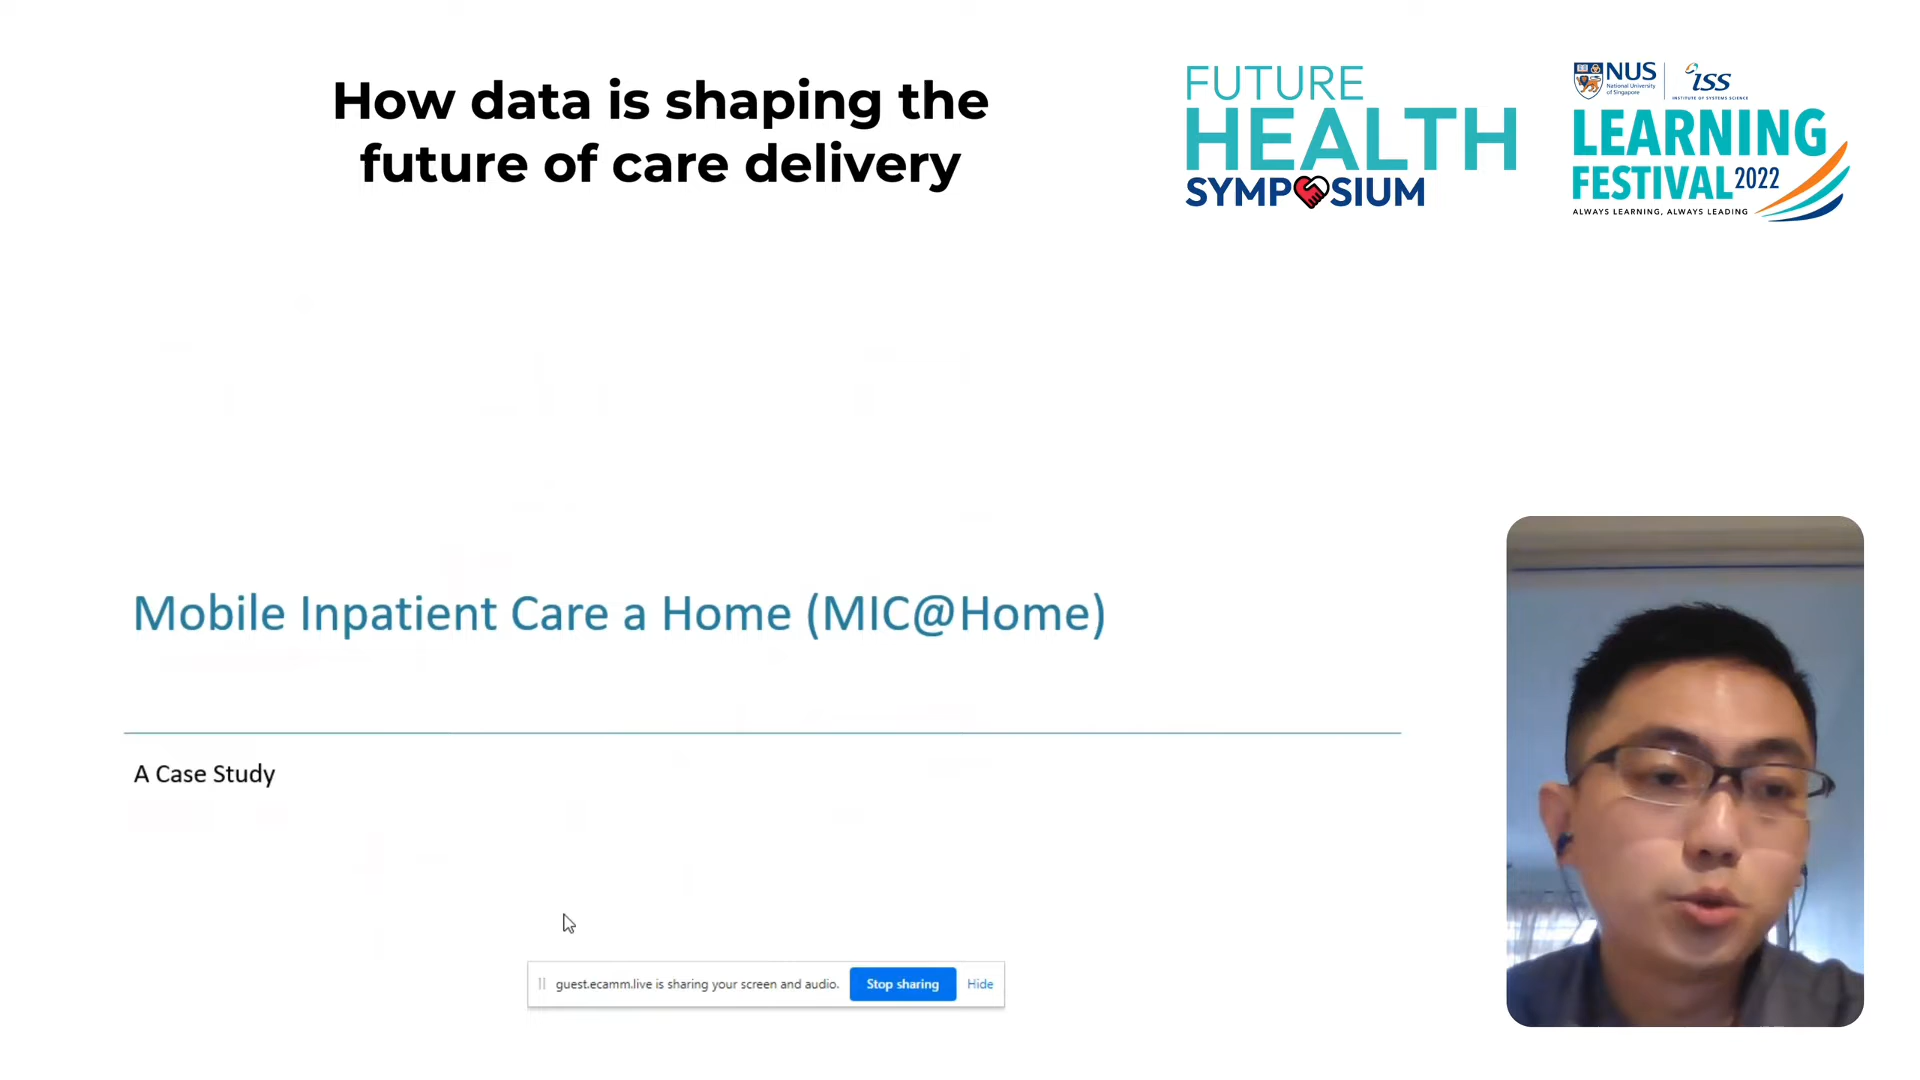 How data is shaping the
future of care delivery
FUTURE
HEALTH
SYMPOSIUM
NUS
National University
of Singapore
iss
INSTITUTE OF SYSTEMS SCIENCE
LEARNING
FESTIVAL 2022
ALWAYS LEARNING, ALWAYS LEADING
Mobile Inpatient Care a Home (MIC@Home)
A Case Study
guest.ecamm.live is sharing your screen and audio. Stop sharing Hide